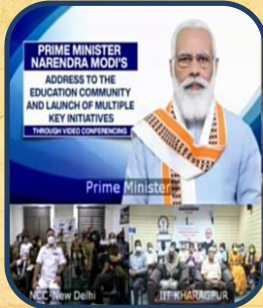 PRIME MINISTER
NARENDRA MODI'S
ADDRESS TO THE
EDUCATION COMMUNITY
AND LAUNCH OF MULTIPLE
KEY INITIATIVES
THROUGH VIDEO CONFERENCING
Prime Minister
NCC-New Delhi
IIT KHARAGPUR